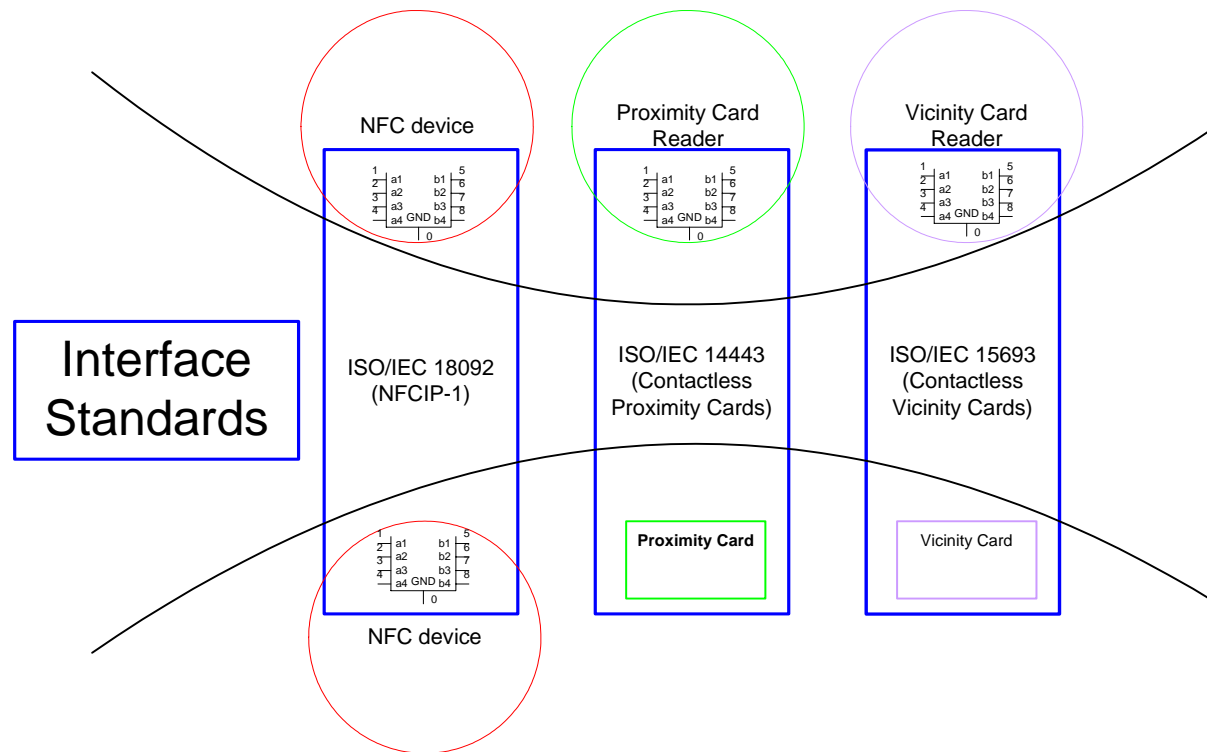 NFC device
Proximity Card
Reader
Vicinity Card
Reader
1 a1 b1 5
2 a2 b2 6
3 a3 b3 7
4 a4 GND b4 8
0
1 a1 b1 5
2 a2 b2 6
3 a3 b3 7
4 a4 GND b4 8
0
1 a1 b1 5
2 a2 b2 6
3 a3 b3 7
4 a4 GND b4 8
0
Interface
Standards
ISO/IEC 18092
(NFCIP-1)
ISO/IEC 14443
(Contactless
Proximity Cards)
ISO/IEC 15693
(Contactless
Vicinity Cards)
1 a1 b1 5
2 a2 b2 6
3 a3 b3 7
4 a4 GND b4 8
0
NFC device
Proximity Card
Vicinity Card